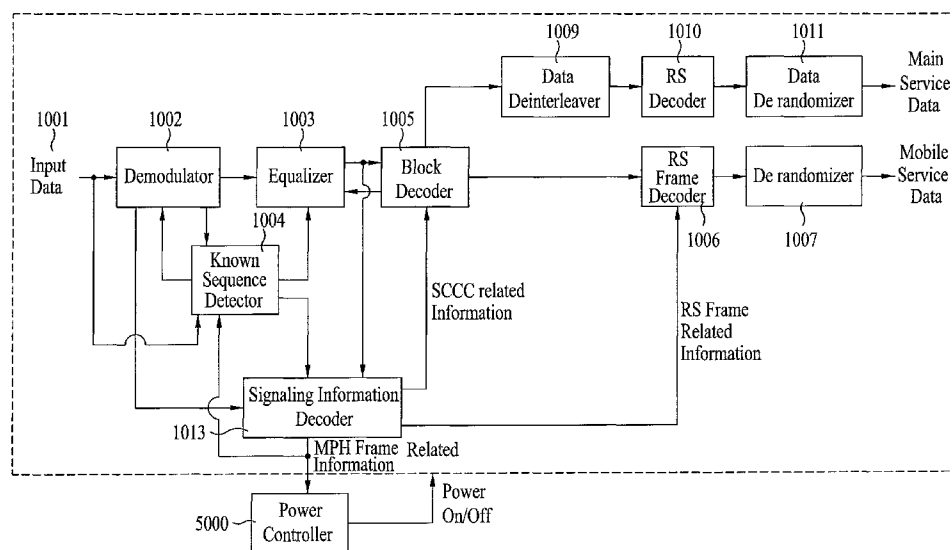 1009
1010
1011
Data
Deinterleaver
RS
Decoder
Data
De randomizer
Main
Service
Data
1001
1002
1003
1005
Input
Data
Demodulator
Equalizer
Block
Decoder
RS
Frame
Decoder
De randomizer
Mobile
Service
Data
1004
1006
1007
Known
Sequence
Detector
SCCC related
Information
RS Frame
Related
Information
Signaling Information
Decoder
1013
MPH Frame Related
Information
5000
Power
Controller
Power
On/Off